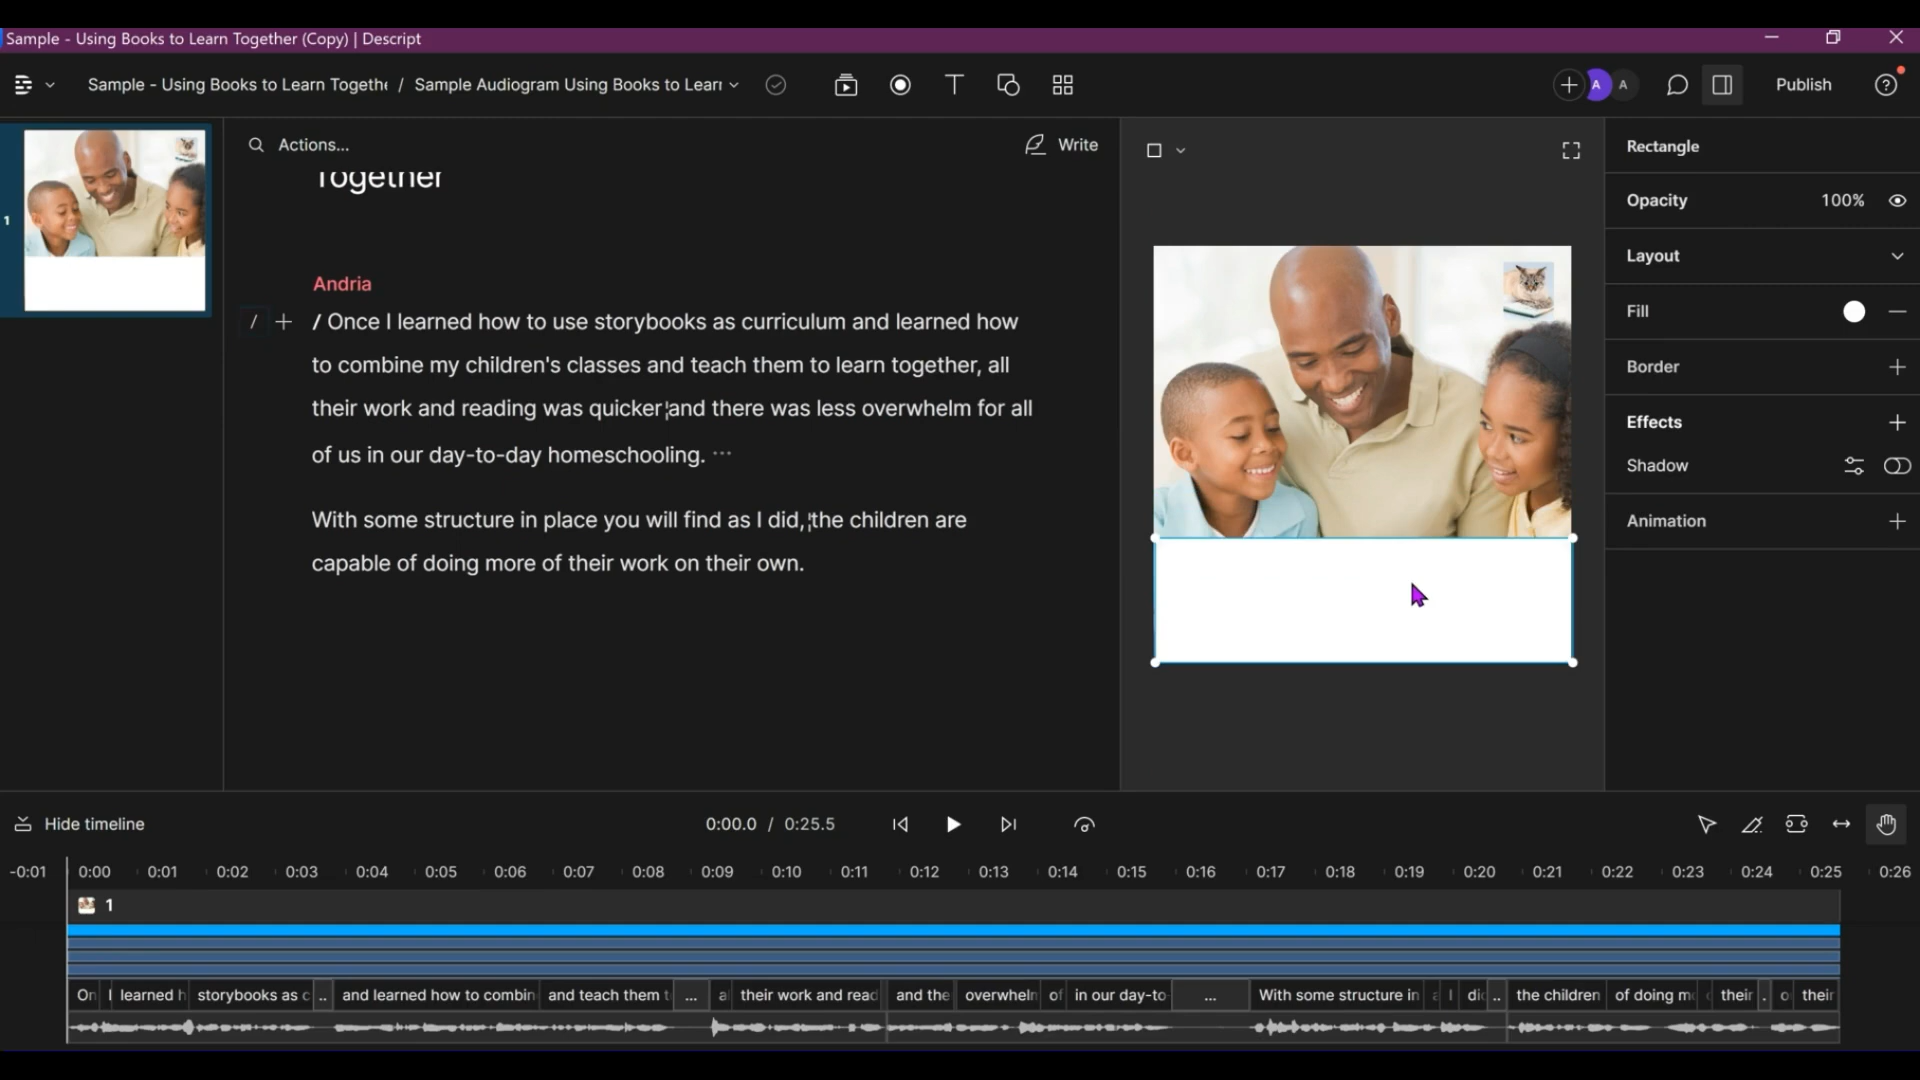 Sample - Using Books to Learn Together (Copy) | Descript
Sample - Using Books to Learn Togethe / Sample Audiogram Using Books to Lear
A A Publish
1
Actions...
Write
Together
Andria
/ + / Once I learned how to use storybooks as curriculum and learned how
to combine my children's classes and teach them to learn together, all
their work and reading was quicker¦and there was less overwhelm for all
of us in our day-to-day homeschooling. ...
With some structure in place you will find as I did,¦the children are
capable of doing more of their work on their own.
Rectangle
Opacity 100%
Layout
Fill
Border
Effects
Shadow
Animation
Hide timeline
0:00.0 / 0:25.5
-0:01 0:00 0:01 0:02 0:03 0:04 0:05 0:06 0:07 0:08 0:09 0:10 0:11 0:12 0:13 0:14 0:15 0:16 0:17 0:18 0:19 0:20 0:21 0:22 0:23 0:24 0:25 0:26
1
On I learned h storybooks as c .. and learned how to combin and teach them t ... a their work and read and the overwhelm of in our day-to- ... With some structure in a I dic .. the children of doing m their . o their